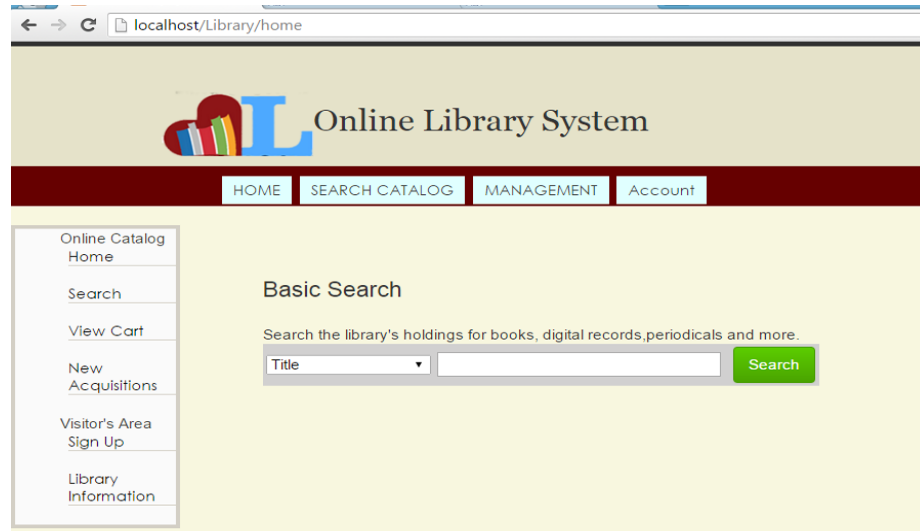 localhost/Library/home
L Online Library System
HOME SEARCH CATALOG MANAGEMENT Account
Online Catalog
Home
Search
View Cart
New
Acquisitions
Visitor's Area
Sign Up
Library
Information
Basic Search
Search the library's holdings for books, digital records,periodicals and more.
Title Search